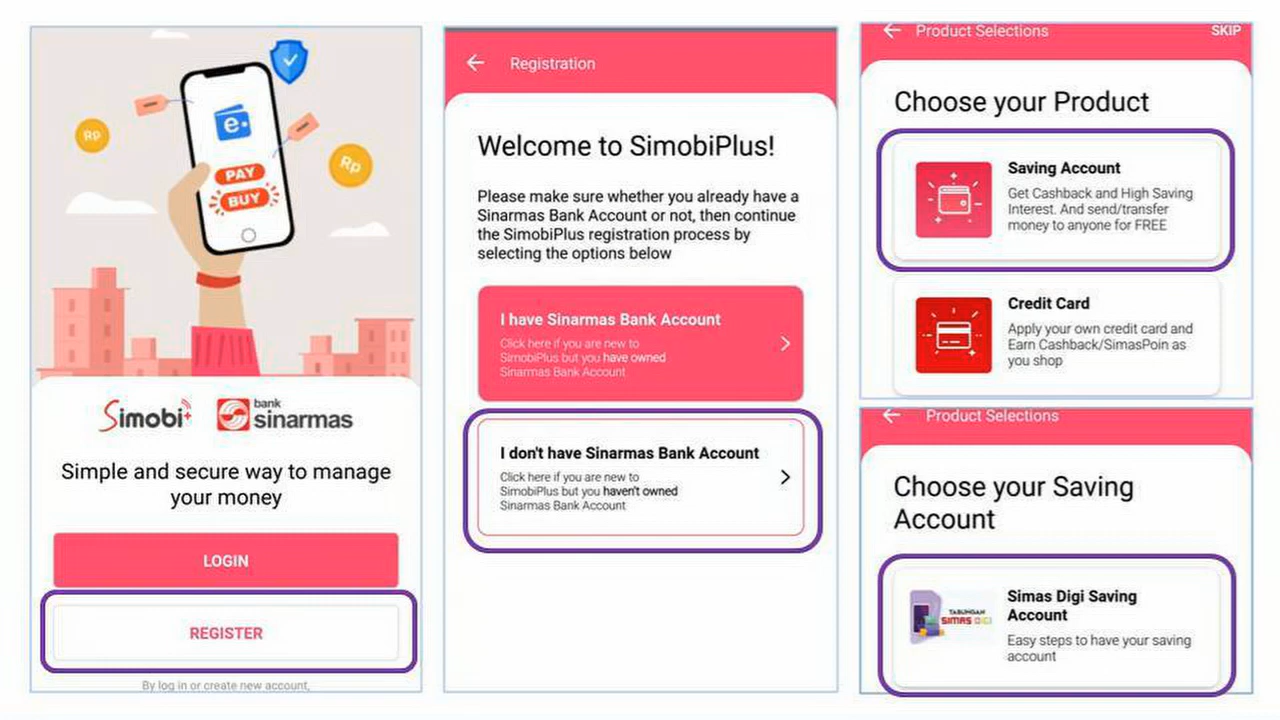 Rp
Rp
e
PAY
BUY
Simobi+
bank
sinarmas
Simple and secure way to manage
your money
LOGIN
REGISTER
By log in or create new account,
Registration
Welcome to SimobiPlus!
Please make sure whether you already have a
Sinarmas Bank Account or not, then continue
the SimobiPlus registration process by
selecting the options below
I have Sinarmas Bank Account
Click here if you are new to
SimobiPlus but you have owned
Sinarmas Bank Account
I don't have Sinarmas Bank Account
Click here if you are new to
SimobiPlus but you haven't owned
Sinarmas Bank Account
Product Selections
SKIP
Choose your Product
Saving Account
Get Cashback and High Saving
Interest. And send/transfer
money to anyone for FREE
Credit Card
Apply your own credit card and
Earn Cashback/SimasPoin as
you shop
Product Selections
Choose your Saving
Account
TABUNGAN
SIMAS DIGI
Simas Digi Saving
Account
Easy steps to have your saving
account